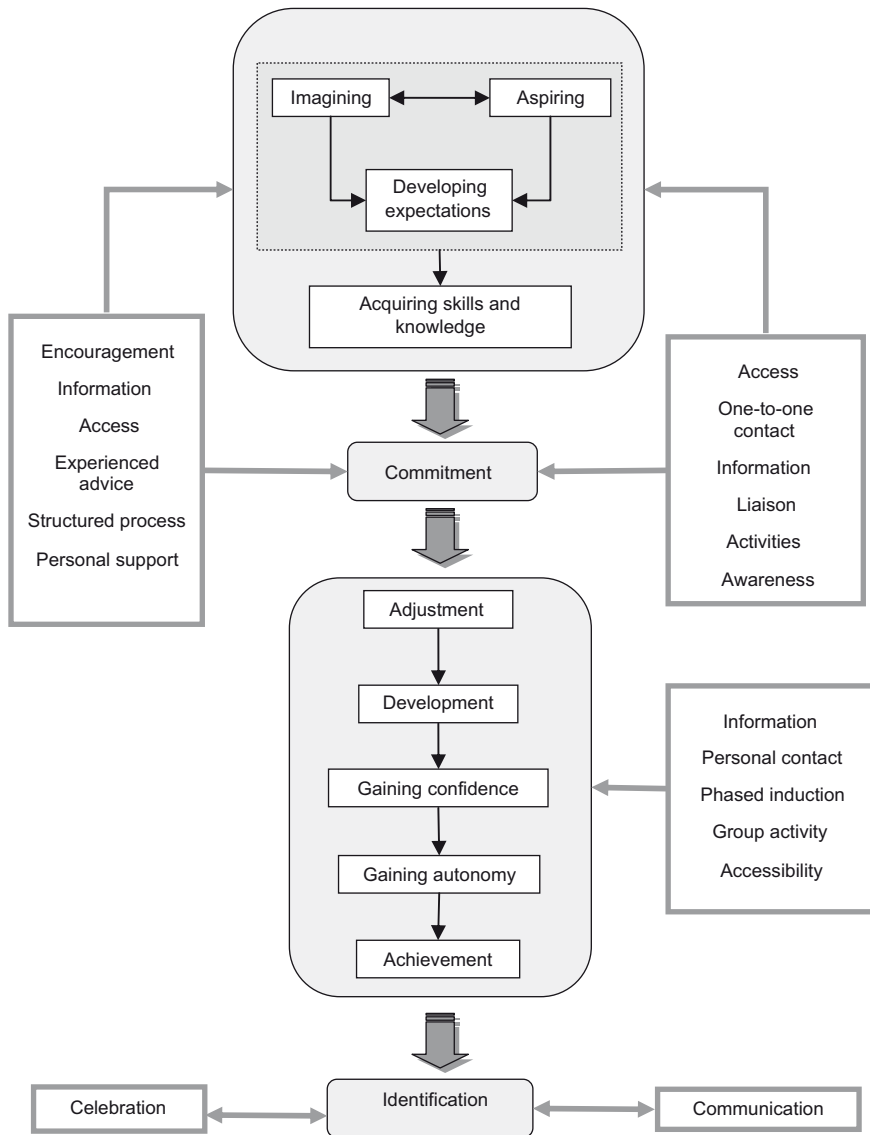 Imagining
Aspiring
Developing
expectations
Acquiring skills and
knowledge
Encouragement
Information
Access
Experienced
advice
Structured process
Personal support
Access
One-to-one
contact
Information
Liaison
Activities
Awareness
Commitment
Adjustment
Development
Gaining confidence
Gaining autonomy
Achievement
Information
Personal contact
Phased induction
Group activity
Accessibility
Celebration
Identification
Communication